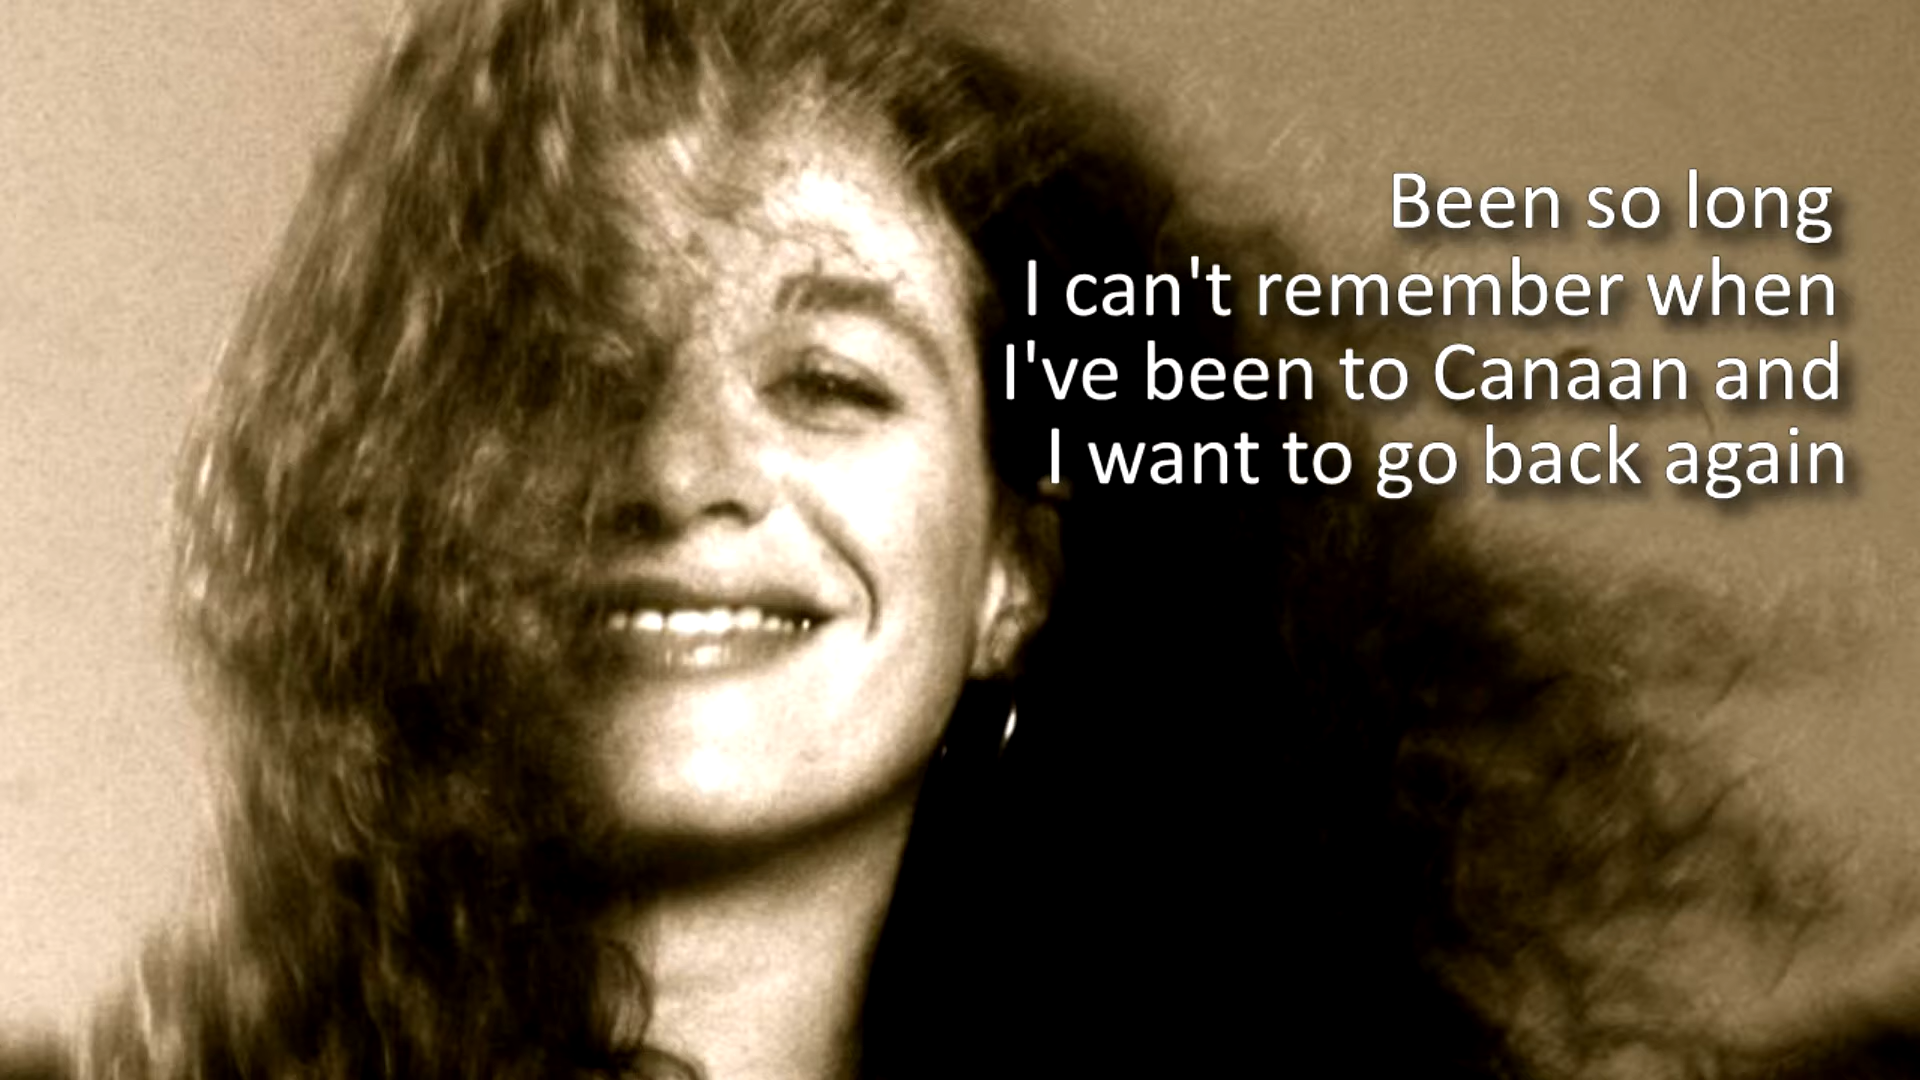 Been so long
I can't remember when
I've been to Canaan and
I want to go back again